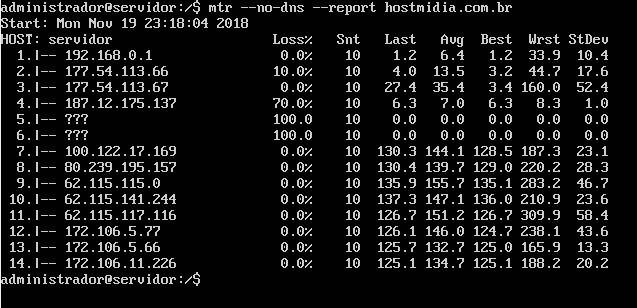 administrador@servidor:/$ mtr --no-dns --report hostmidia.com.br
Start: Mon Nov 19 23:18:04 2018
HOST: servidor Loss% Snt Last Avg Best Wrst StDev
1.|-- 192.168.0.1 0.0% 10 1.2 6.4 1.2 33.9 10.4
2.|-- 177.54.113.66 10.0% 10 4.0 13.5 3.2 44.7 17.6
3.|-- 177.54.113.67 0.0% 10 27.4 35.4 3.4 160.0 52.4
4.|-- 187.12.175.137 70.0% 10 6.3 7.0 6.3 8.3 1.0
5.|-- ??? 100.0 10 0.0 0.0 0.0 0.0 0.0
6.|-- ??? 100.0 10 0.0 0.0 0.0 0.0 0.0
7.|-- 100.122.17.169 0.0% 10 130.3 144.1 128.5 187.3 23.1
8.|-- 80.239.195.157 0.0% 10 130.4 139.7 129.0 220.2 28.3
9.|-- 62.115.115.0 0.0% 10 135.9 155.7 135.1 283.2 46.7
10.|-- 62.115.141.244 0.0% 10 137.3 147.1 136.0 210.9 23.6
11.|-- 62.115.117.116 0.0% 10 126.7 151.2 126.7 309.9 58.4
12.|-- 172.106.5.77 0.0% 10 126.1 146.0 124.7 238.1 43.6
13.|-- 172.106.5.66 0.0% 10 125.7 132.7 125.0 165.9 13.3
14.|-- 172.106.11.226 0.0% 10 125.1 134.7 125.1 188.2 20.2
administrador@servidor:/$